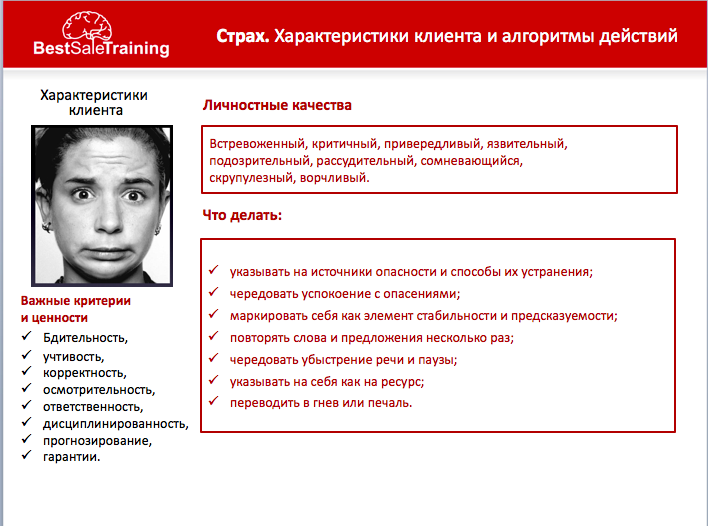 BestSaleTraining
Страх. Характеристики клиента и алгоритмы действий
Характеристики
клиента
Важные критерии
и ценности
✓ Бдительность,
✓ учтивость,
✓ корректность,
✓ осмотрительность,
✓ ответственность,
✓ дисциплинированность,
✓ прогнозирование,
✓ гарантии.
Личностные качества
Встревоженный, критичный, привередливый, язвительный,
подозрительный, рассудительный, сомневающийся,
скрупулезный, ворчливый.
Что делать:
✓ указывать на источники опасности и способы их устранения;
✓ чередовать успокоение с опасениями;
✓ маркировать себя как элемент стабильности и предсказуемости;
✓ повторять слова и предложения несколько раз;
✓ чередовать убыстрение речи и паузы;
✓ указывать на себя как на ресурс;
✓ переводить в гнев или печаль.